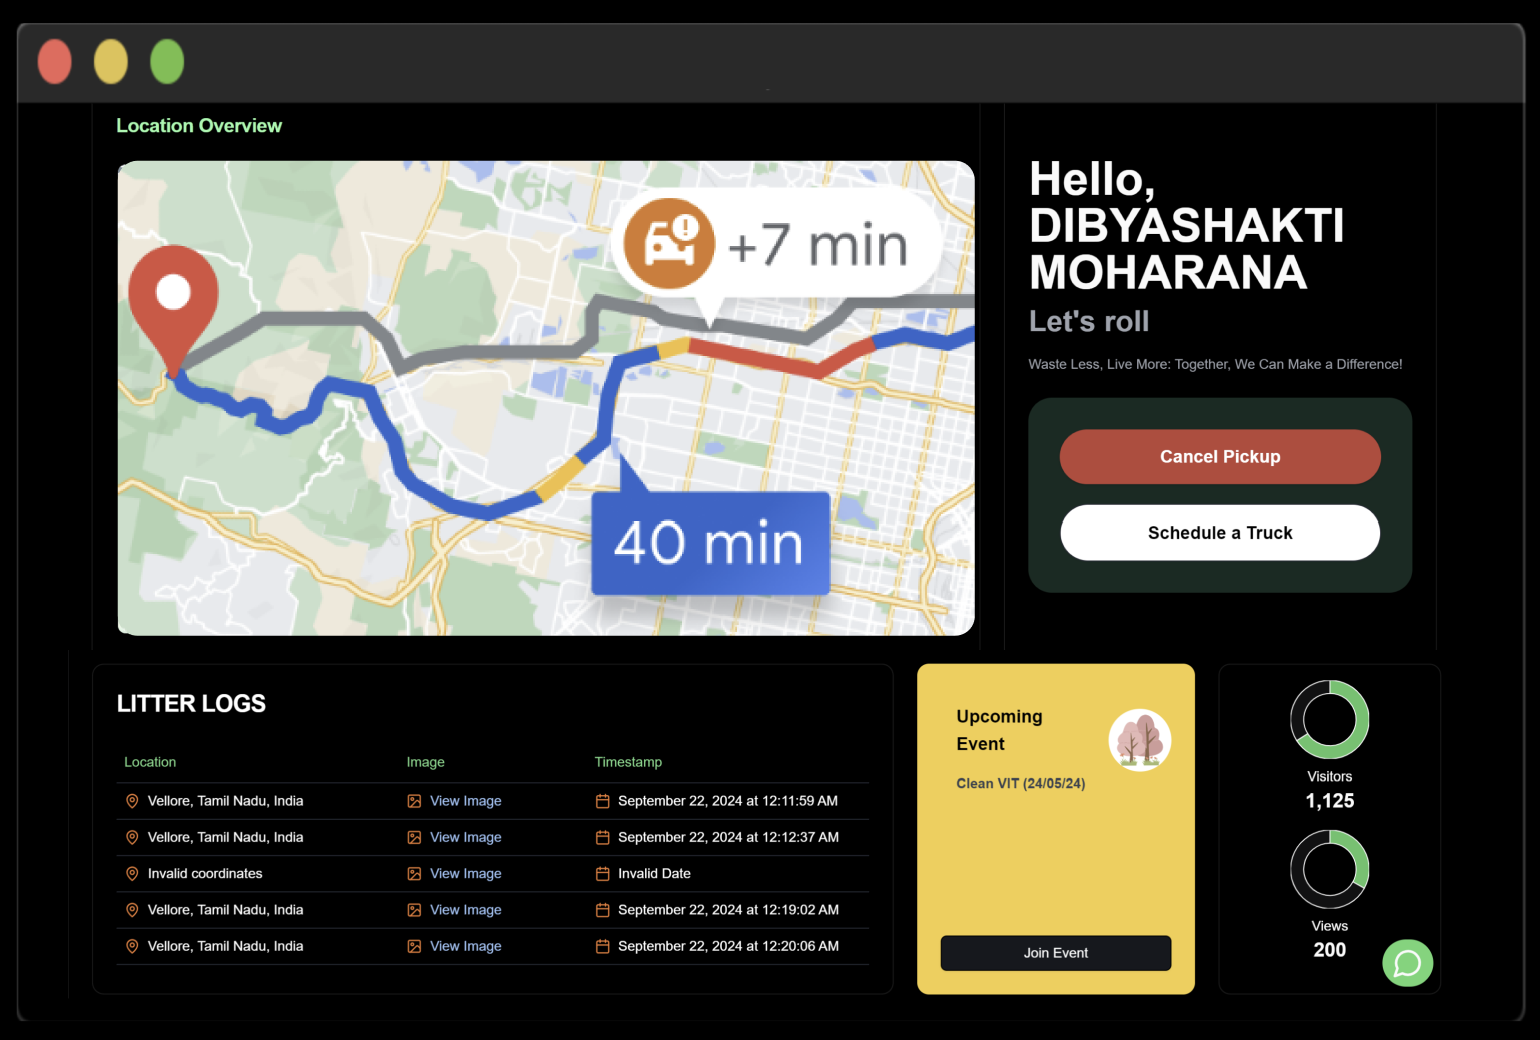 Location Overview
+7 min
40 min
Hello,
DIBYASHAKTI
MOHARANA
Let's roll
Waste Less, Live More: Together, We Can Make a Difference!
Cancel Pickup
Schedule a Truck
LITTER LOGS
Location Image Timestamp
Vellore, Tamil Nadu, India View Image September 22, 2024 at 12:11:59 AM
Vellore, Tamil Nadu, India View Image September 22, 2024 at 12:12:37 AM
Invalid coordinates View Image Invalid Date
Vellore, Tamil Nadu, India View Image September 22, 2024 at 12:19:02 AM
Vellore, Tamil Nadu, India View Image September 22, 2024 at 12:20:06 AM
Upcoming
Event
Clean VIT (24/05/24)
Join Event
Visitors
1,125
Views
200